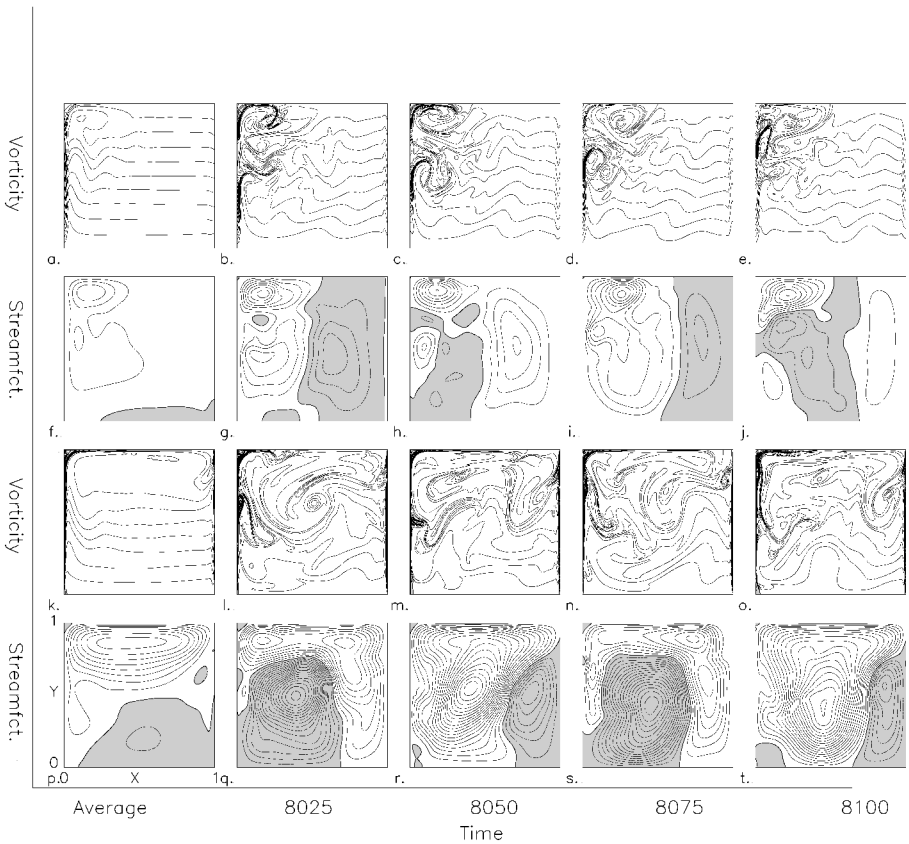 Vorticity
a.
b.
c.
d.
e.
Streamfct.
f.
g.
h.
i.
j.
Vorticity
k.
l.
m.
n.
o.
Streamfct.
1
Y
0
p.0
X
1q.
r.
s.
t.
Average
8025
8050
8075
8100
Time